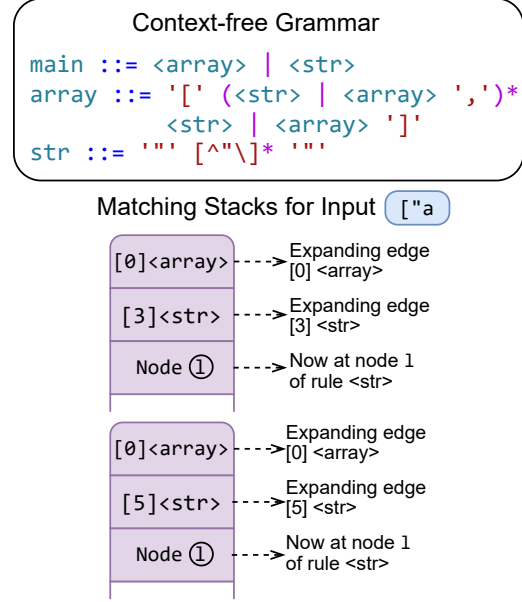 Context-free Grammar
main ::= <array> | <str>
array ::= '[' (<str> | <array> ',')*
<str> | <array> ']'
str ::= '"' [^"\]* '"'
Matching Stacks for Input ["a
[0]<array>
Expanding edge
[0] <array>
[3]<str>
Expanding edge
[3] <str>
Node ①
Now at node 1
of rule <str>
[0]<array>
Expanding edge
[0] <array>
[5]<str>
Expanding edge
[5] <str>
Node ①
Now at node 1
of rule <str>